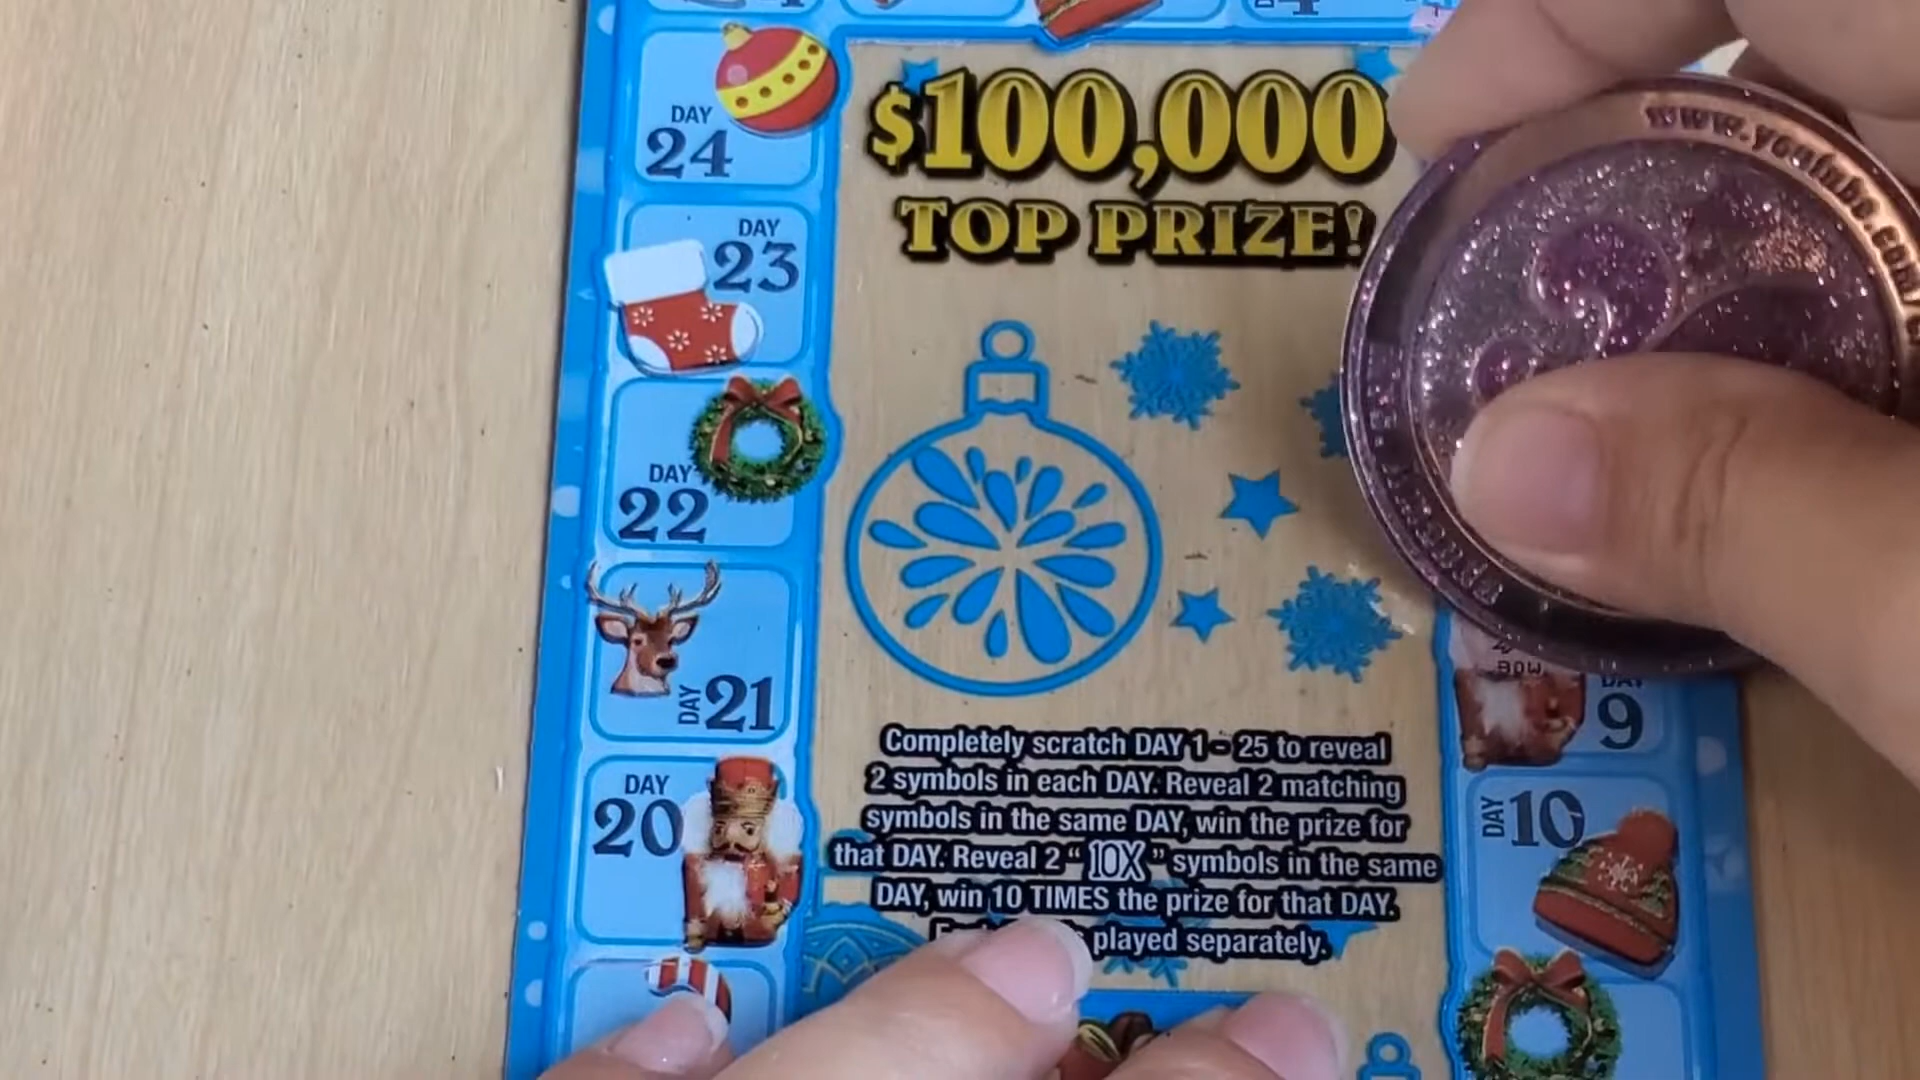 DAY
24
$100,000
TOP PRIZE!
www.youtube.com/
DAY
23
DAY
22
DAY 21
BOW
DAY
9
DAY
20
DAY 10
Completely scratch DAY 1 - 25 to reveal
2 symbols in each DAY. Reveal 2 matching
symbols in the same DAY, win the prize for
that DAY. Reveal 2 “ 10X ” symbols in the same
DAY, win 10 TIMES the prize for that DAY.
played separately.